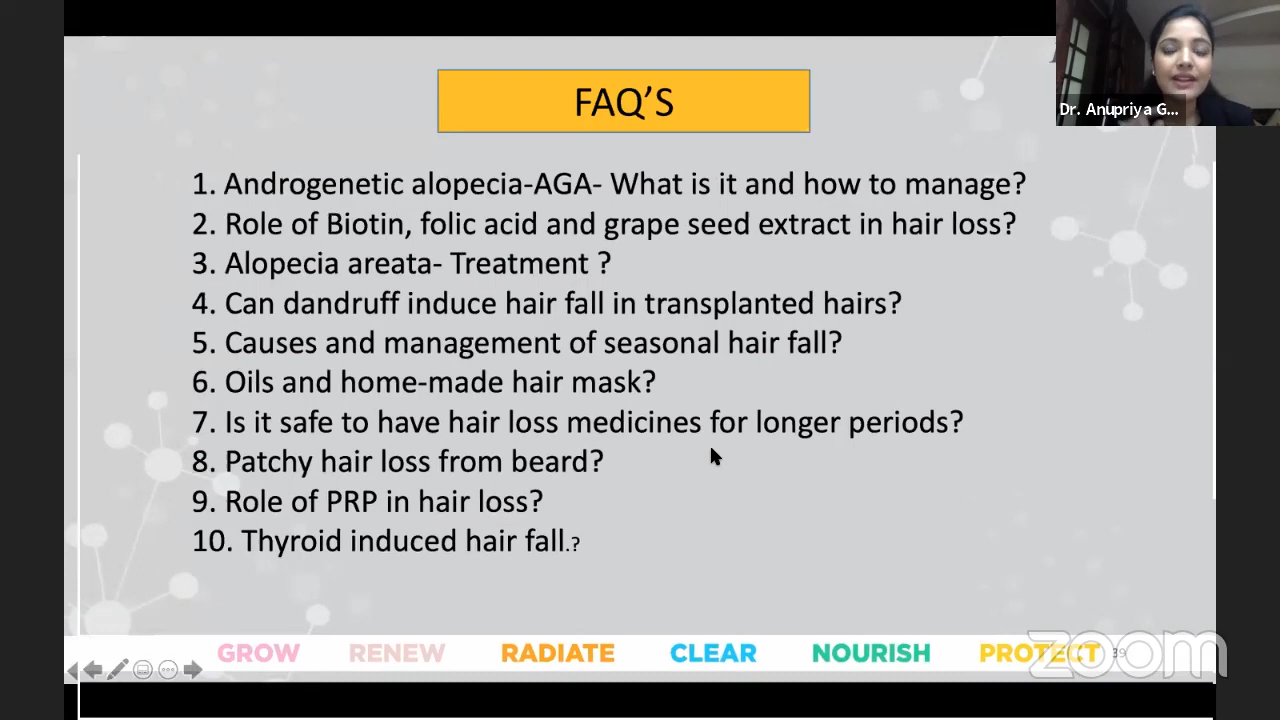 FAQ'S
Dr. Anupriya G...
1. Androgenetic alopecia-AGA- What is it and how to manage?
2. Role of Biotin, folic acid and grape seed extract in hair loss?
3. Alopecia areata- Treatment ?
4. Can dandruff induce hair fall in transplanted hairs?
5. Causes and management of seasonal hair fall?
6. Oils and home-made hair mask?
7. Is it safe to have hair loss medicines for longer periods?
8. Patchy hair loss from beard?
9. Role of PRP in hair loss?
10. Thyroid induced hair fall.?
GROW RENEW RADIATE CLEAR NOURISH PROTECT 39
zoom